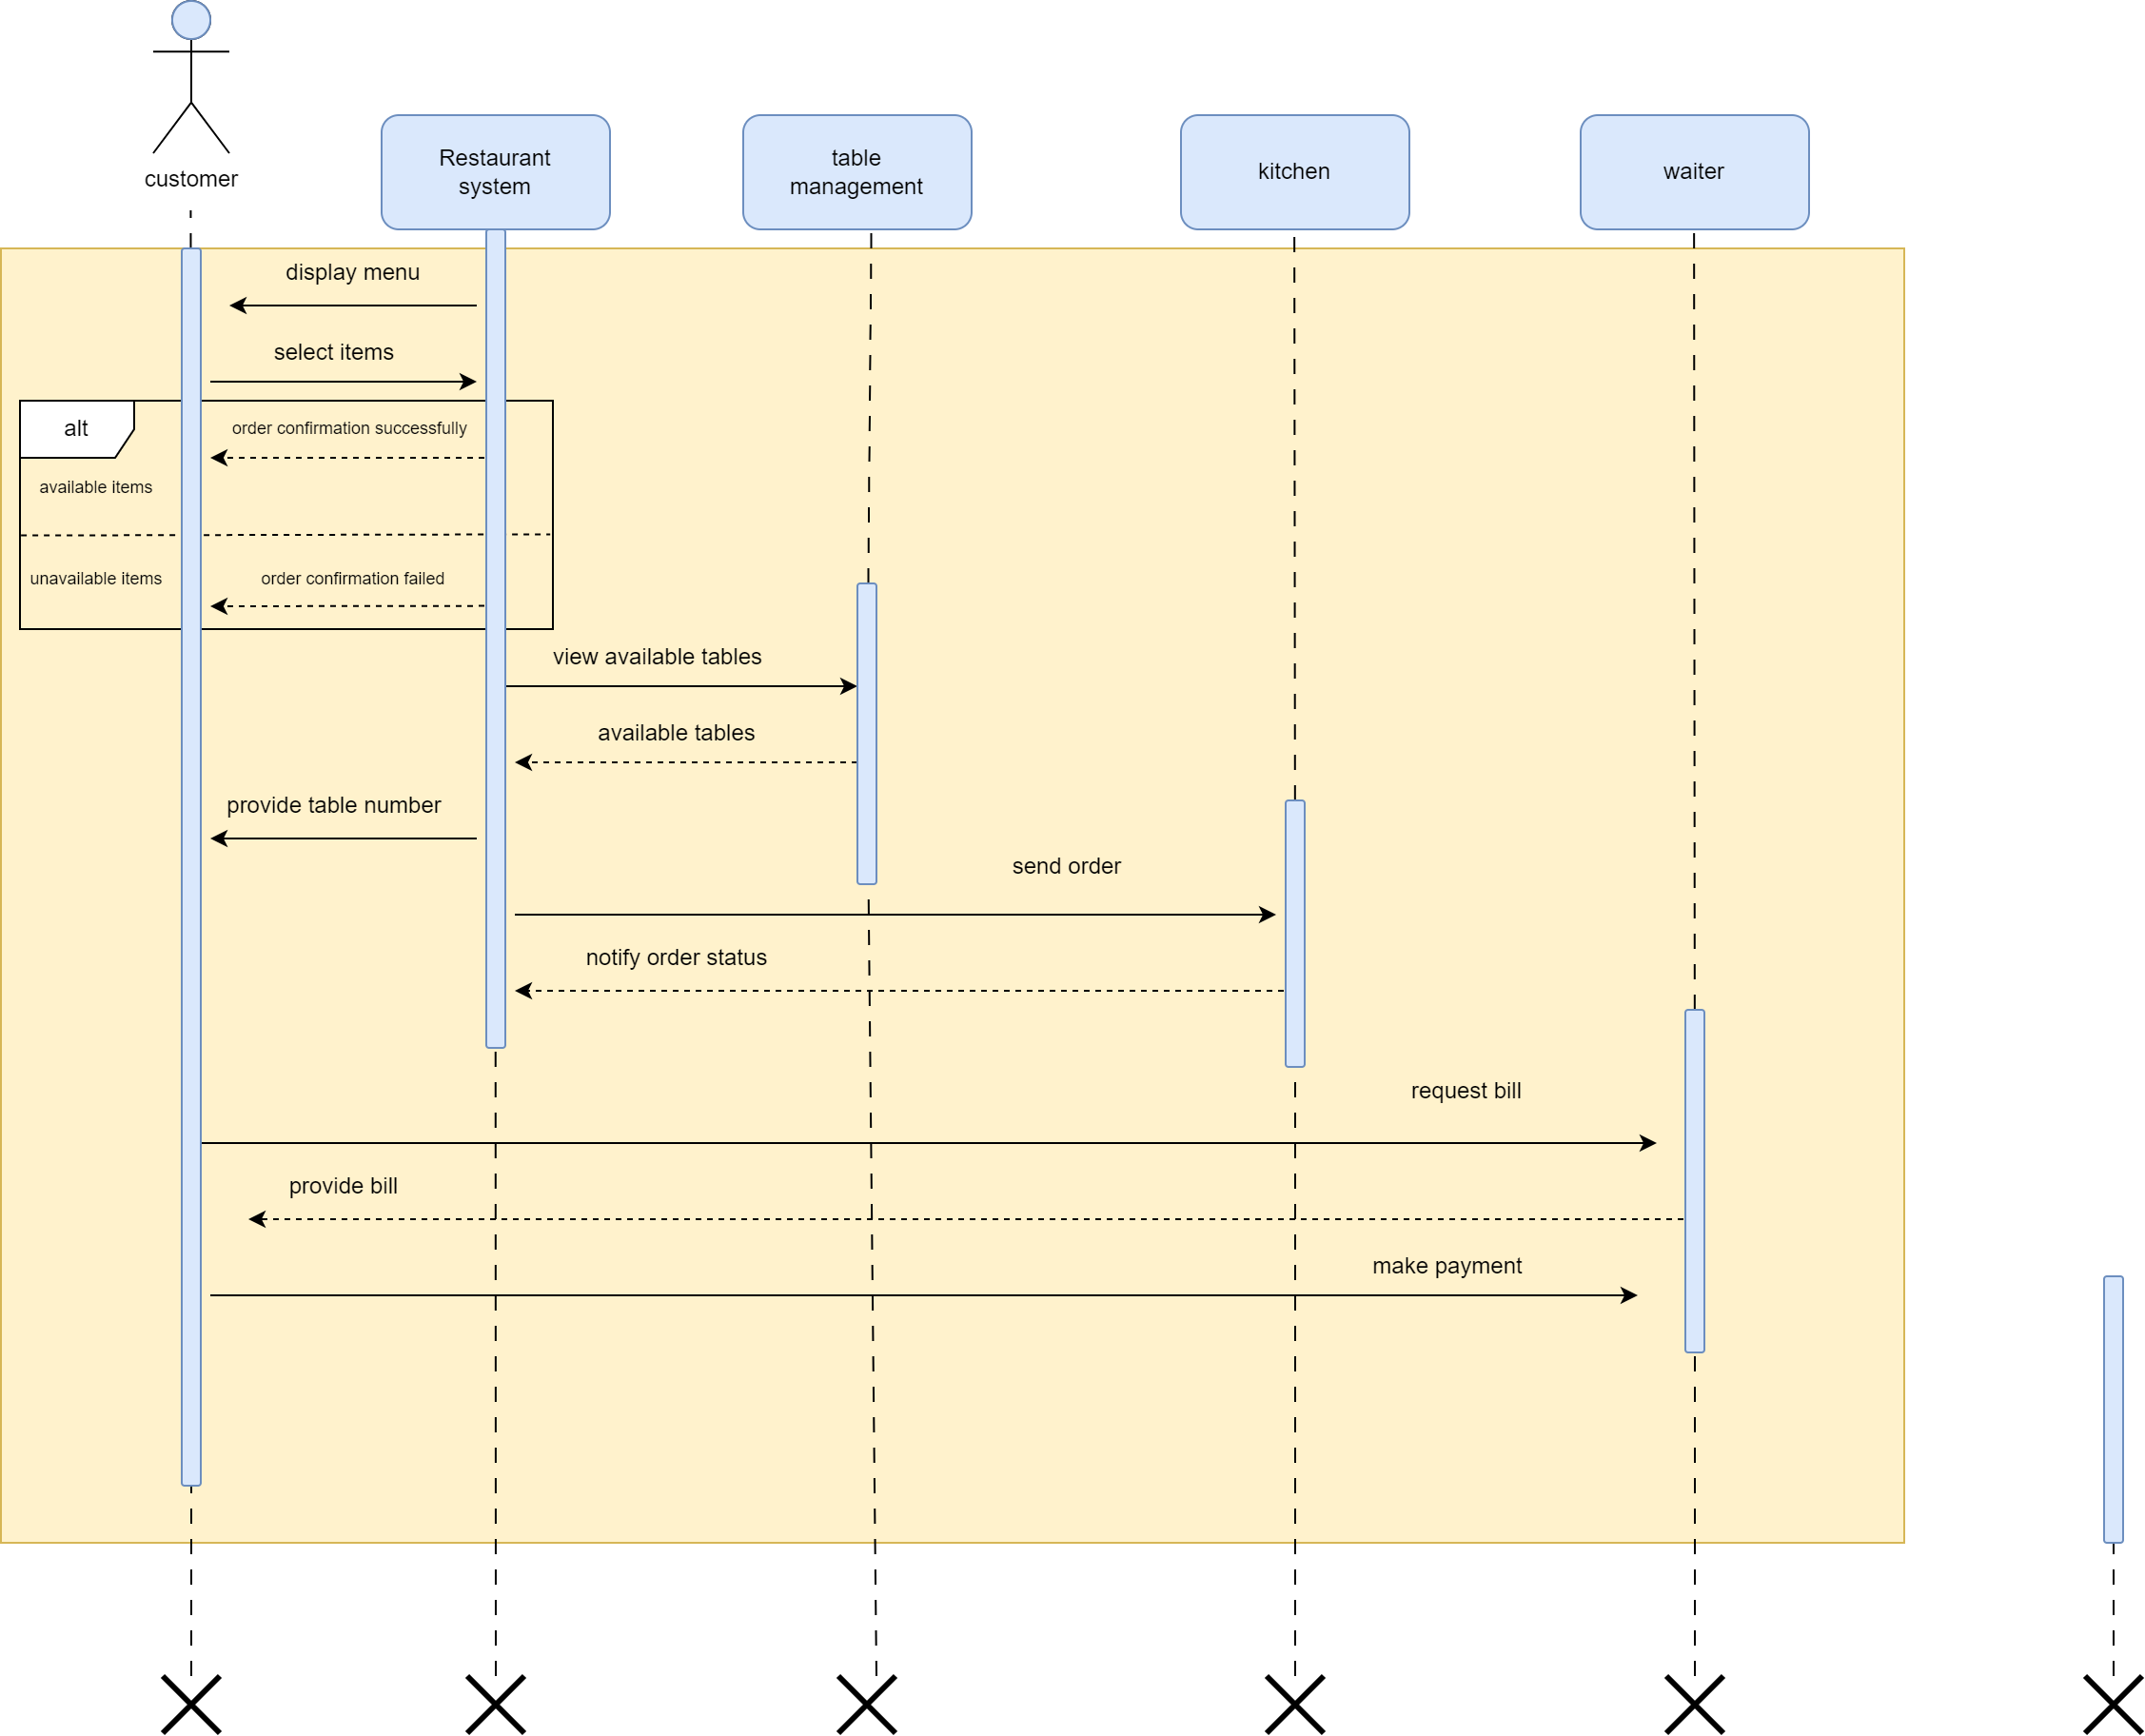 customer
Restaurant
system
table
management
kitchen
waiter
display menu
select items
alt
order confirmation successfully
available items
unavailable items
order confirmation failed
view available tables
available tables
provide table number
send order
notify order status
request bill
provide bill
make payment